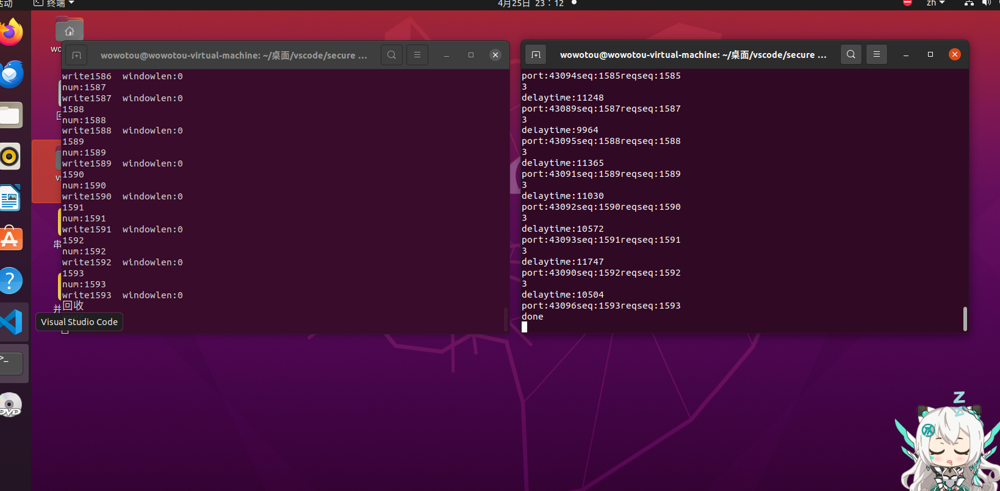 活动
终端
4月25日 23：12
zh
wowotou@wowotou-virtual-machine: ~/桌面/vscode/secure ...
write1586  windowlen:0
num:1587
write1587  windowlen:0
1588
num:1588
write1588  windowlen:0
1589
num:1589
write1589  windowlen:0
1590
num:1590
write1590  windowlen:0
1591
num:1591
write1591  windowlen:0
1592
num:1592
write1592  windowlen:0
1593
num:1593
write1593  windowlen:0
回收
Visual Studio Code
wowotou@wowotou-virtual-machine: ~/桌面/vscode/secure ...
port:43094seq:1585reqseq:1585
3
delaytime:11248
port:43089seq:1587reqseq:1587
3
delaytime:9964
port:43095seq:1588reqseq:1588
3
delaytime:11365
port:43091seq:1589reqseq:1589
3
delaytime:11030
port:43092seq:1590reqseq:1590
3
delaytime:10572
port:43093seq:1591reqseq:1591
3
delaytime:11747
port:43090seq:1592reqseq:1592
3
delaytime:10504
port:43096seq:1593reqseq:1593
done
串
并
DVD
Z
Z